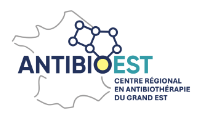 ANTIBIOEST
CENTRE RÉGIONAL
EN ANTIBIOTHÉRAPIE
DU GRAND EST